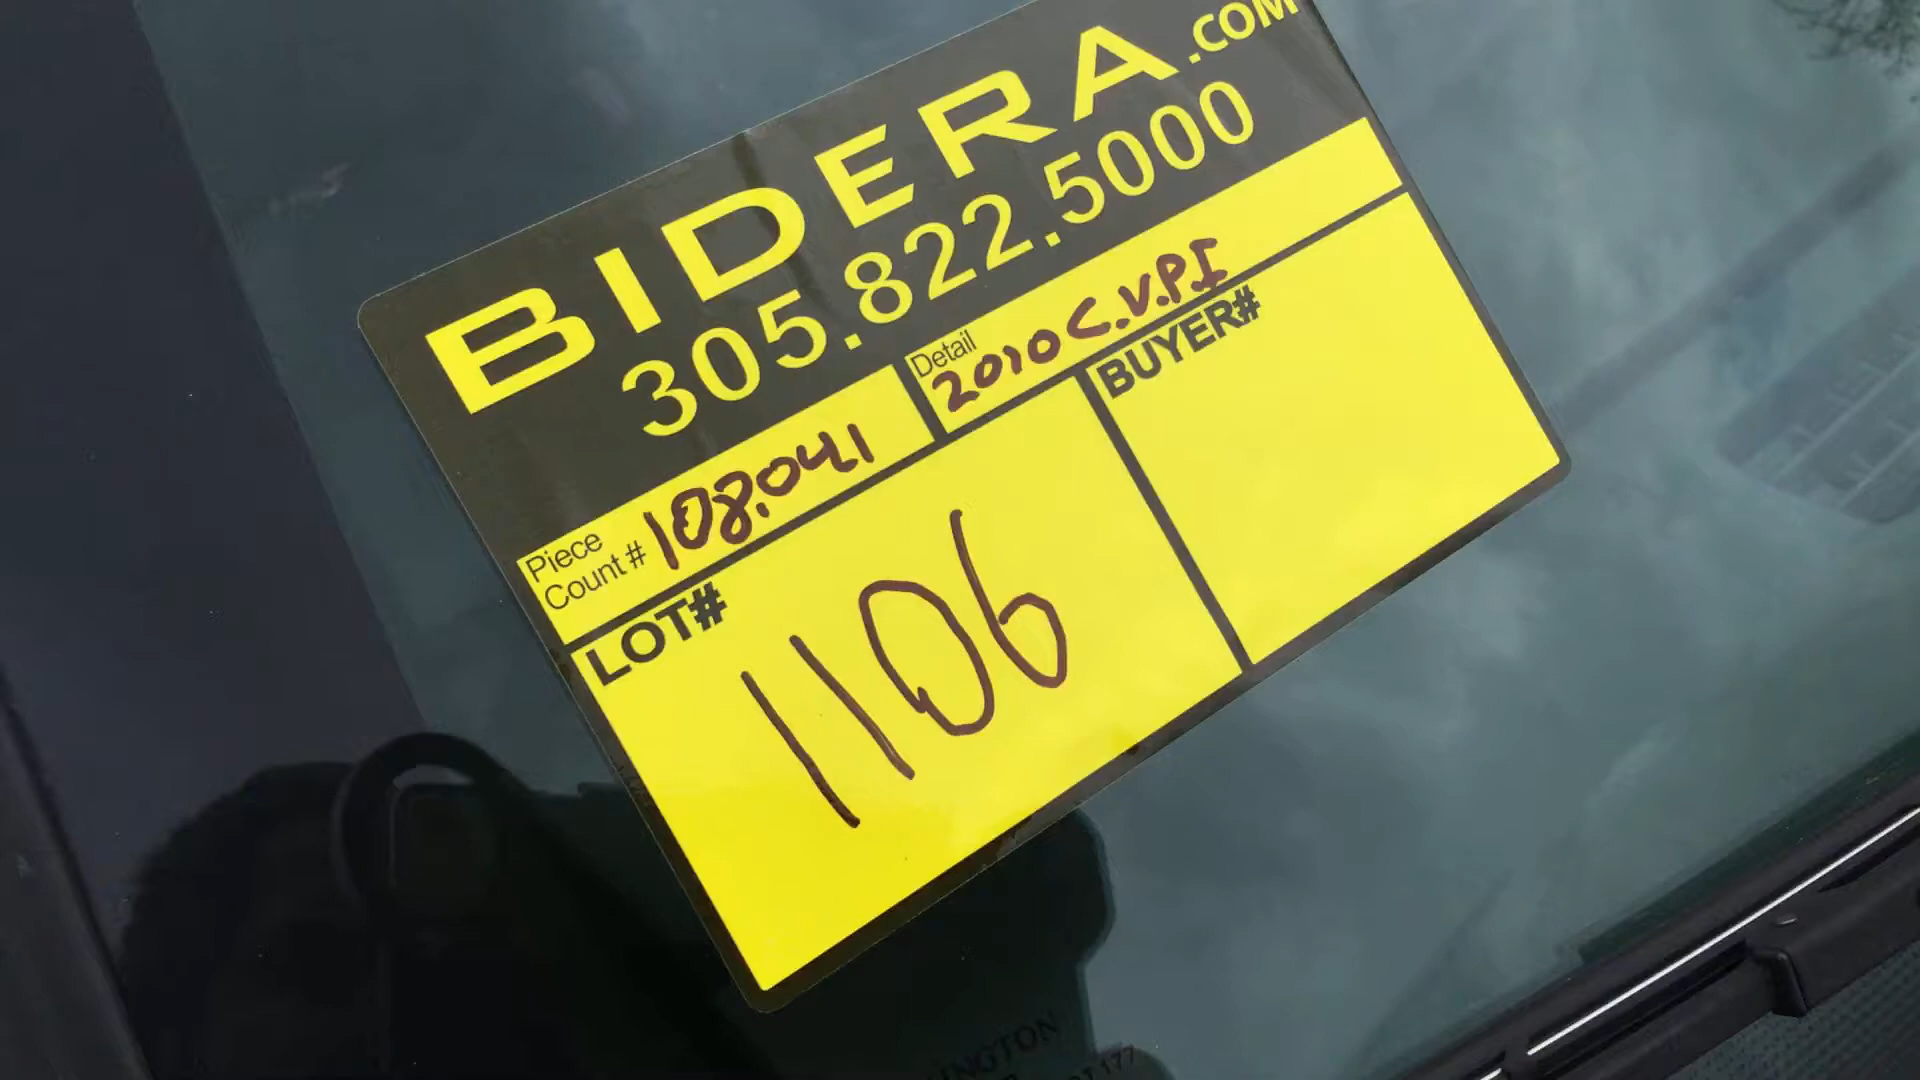 BIDERA.COM
305.822.5000
Piece Count # 108,041
Detail 2010 C.V.P.I
LOT# 1106
BUYER#